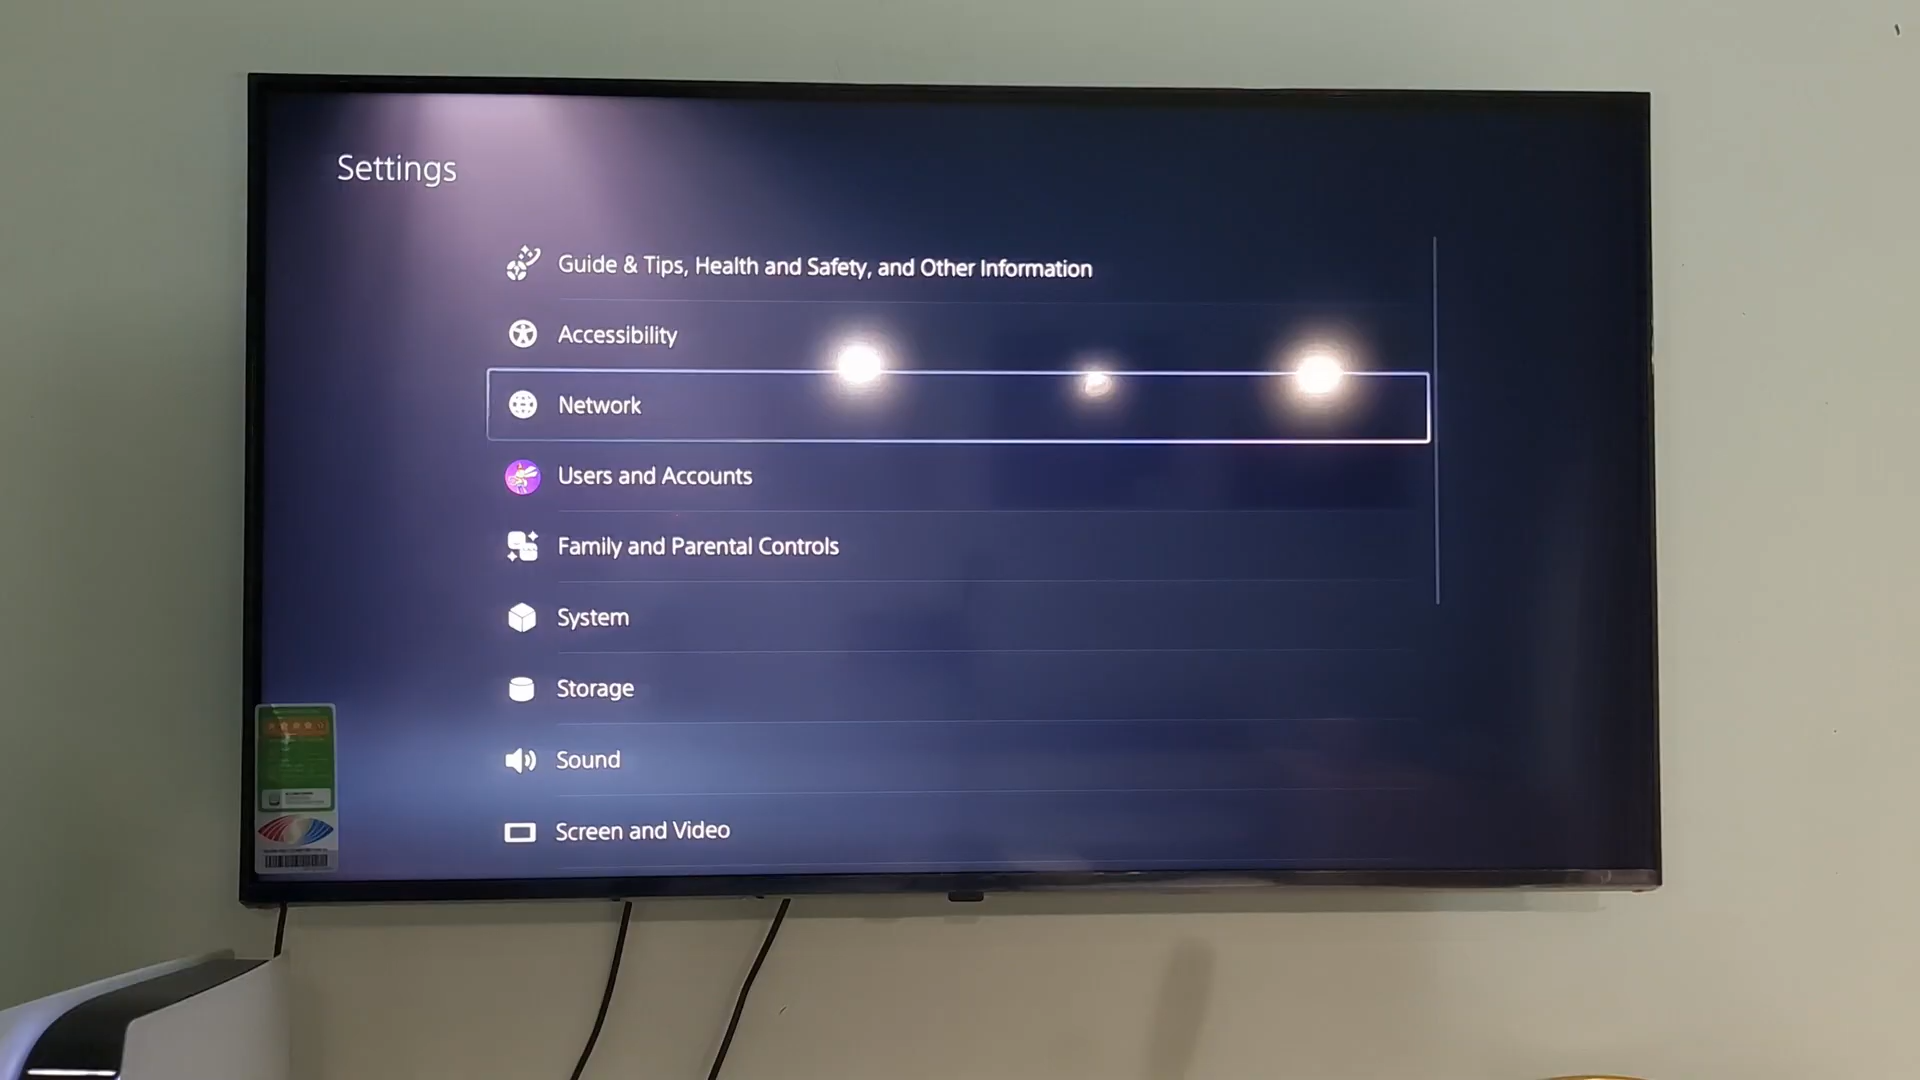 Settings
Guide & Tips, Health and Safety, and Other Information
Accessibility
Network
Users and Accounts
Family and Parental Controls
System
Storage
Sound
Screen and Video